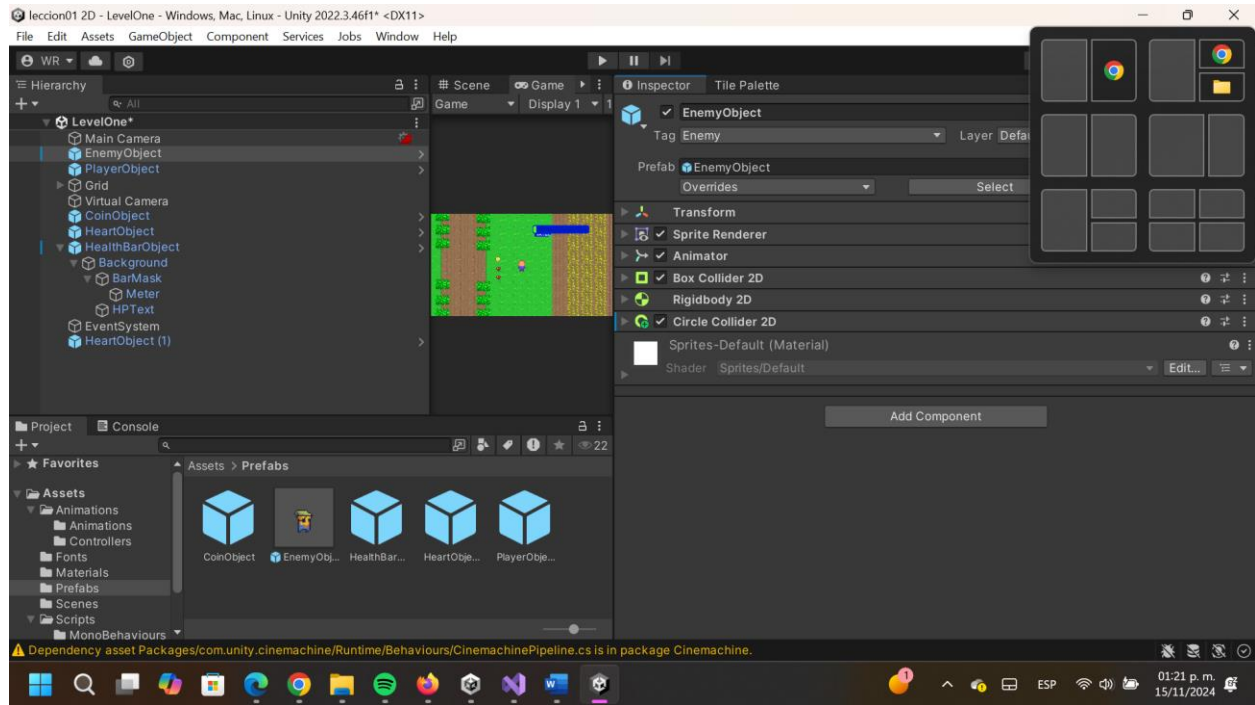 leccion01 2D - LevelOne - Windows, Mac, Linux - Unity 2022.3.46f1* <DX11>
File Edit Assets GameObject Component Services Jobs Window Help
WR
Hierarchy
All
LevelOne*
Main Camera
EnemyObject
PlayerObject
Grid
Virtual Camera
CoinObject
HeartObject
HealthBarObject
Background
BarMask
Meter
HPText
EventSystem
HeartObject (1)
# Scene Game
Game Display 1 1
Inspector Tile Palette
EnemyObject
Tag Enemy Layer Defau
Prefab EnemyObject
Overrides Select
Transform
Sprite Renderer
Animator
Box Collider 2D
Rigidbody 2D
Circle Collider 2D
Sprites-Default (Material)
Shader Sprites/Default Edit...
Add Component
Project Console
22
Favorites
Assets
Animations
Animations
Controllers
Fonts
Materials
Prefabs
Scenes
Scripts
MonoBehaviours
Assets > Prefabs
CoinObject EnemyObj... HealthBar... HeartObje... PlayerObje...
Dependency asset Packages/com.unity.cinemachine/Runtime/Behaviours/CinemachinePipeline.cs is in package Cinemachine.
1
ESP
01:21 p. m.
15/11/2024